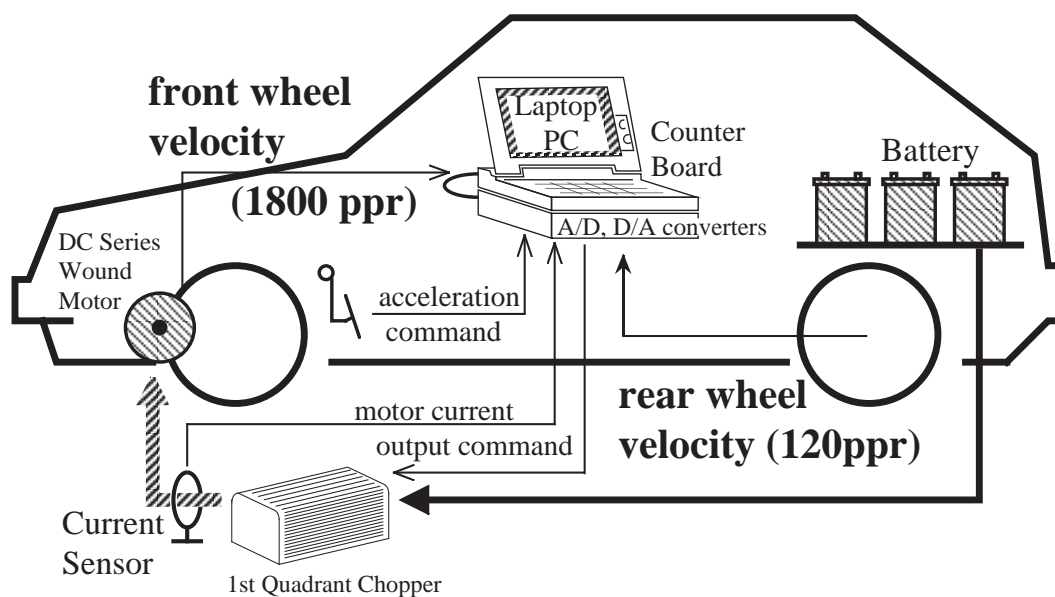 front wheel
velocity
(1800 ppr)
Laptop
PC
Counter
Board
Battery
A/D, D/A converters
DC Series
Wound
Motor
acceleration
command
rear wheel
velocity (120ppr)
motor current
output command
Current
Sensor
1st Quadrant Chopper